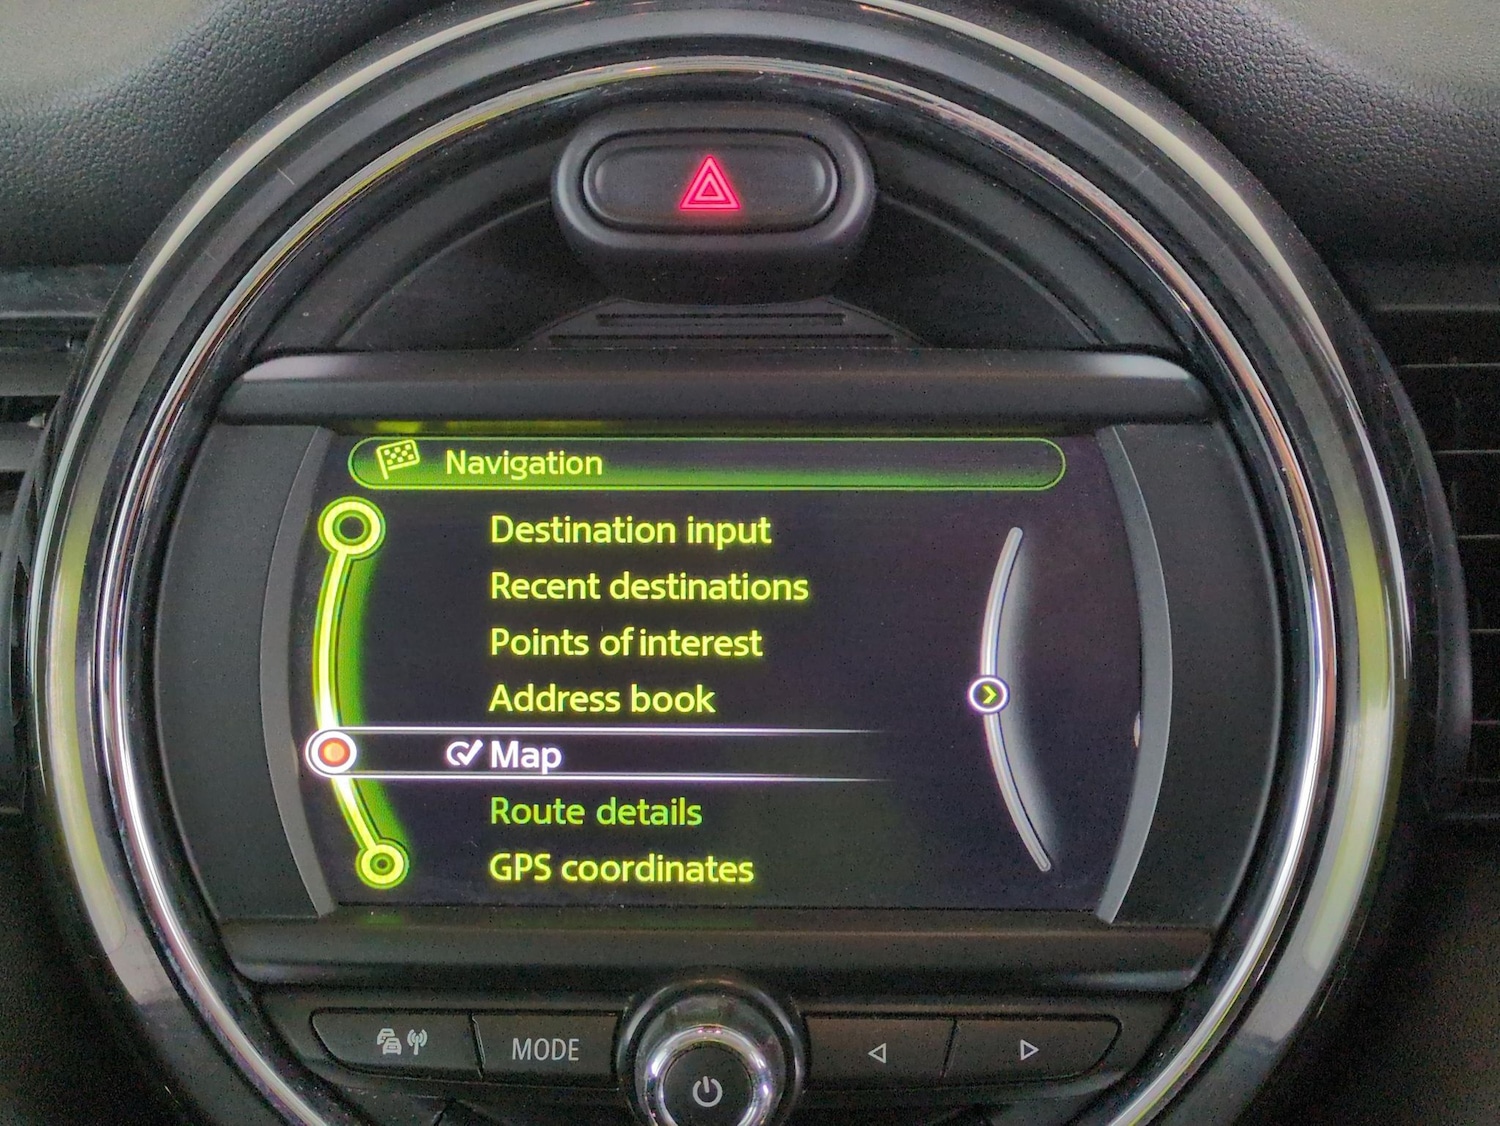 Navigation
Destination input
Recent destinations
Points of interest
Address book
Map
Route details
GPS coordinates
MODE